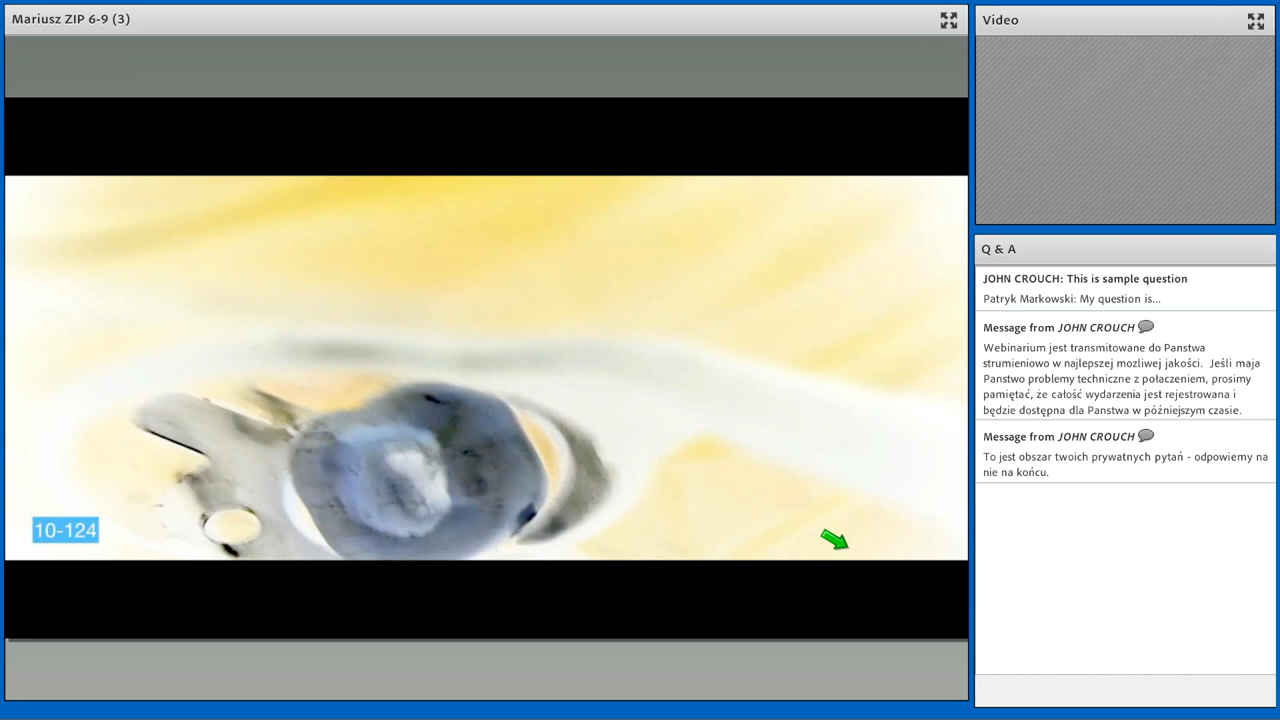 Mariusz ZIP 6-9 (3)
10-124
Video
Q & A
JOHN CROUCH: This is sample question
Patryk Markowski: My question is...
Message from JOHN CROUCH
Webinarium jest transmitowane do Panstwa
strumieniowo w najlepszej mozliwej jakości. Jeśli maja
Panstwo problemy techniczne z połaczeniem, prosimy
pamiętać, że całość wydarzenia jest rejestrowana i
będzie dostępna dla Panstwa w późniejszym czasie.
Message from JOHN CROUCH
To jest obszar twoich prywatnych pytań - odpowiemy na
nie na końcu.